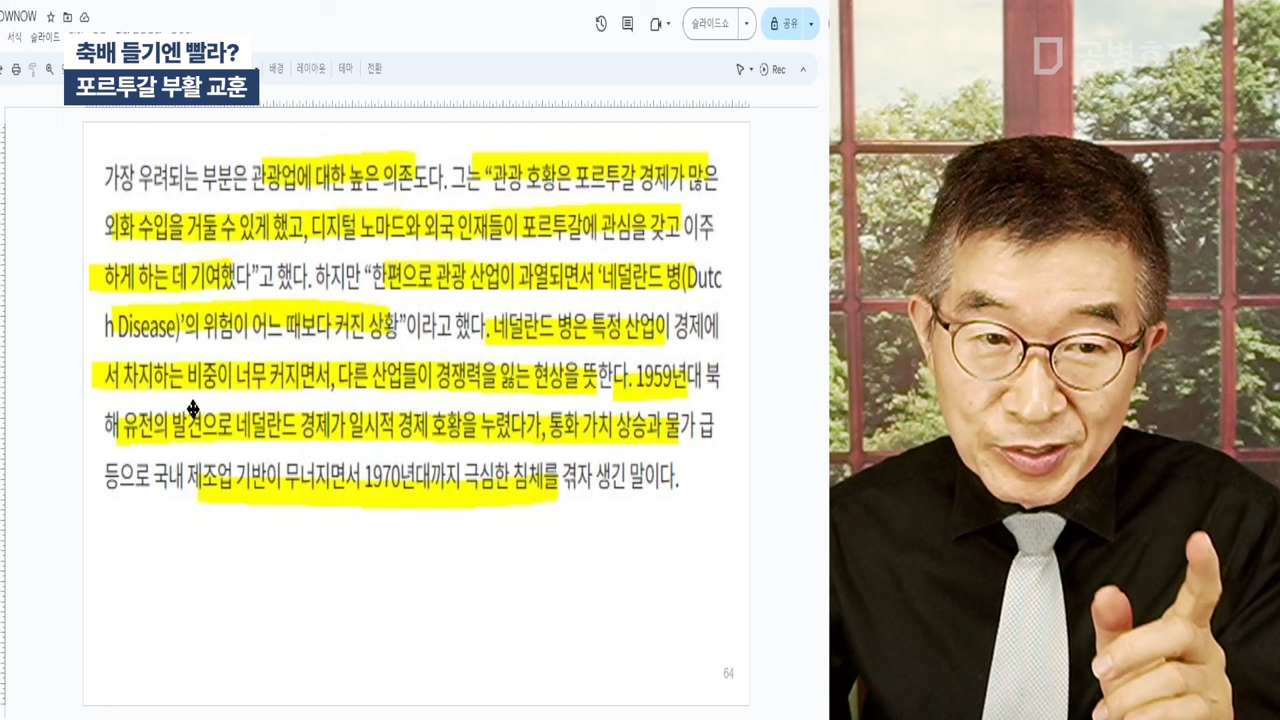 OWNOW
서식 슬라이드
슬라이드쇼
공유
배경 레이아웃 테마 전환
Rec
축배 들기엔 빨라?
포르투갈 부활 교훈
공병호TV
가장 우려되는 부분은 관광업에 대한 높은 의존도다. 그는 “관광 호황은 포르투갈 경제가 많은
외화 수입을 거둘 수 있게 했고, 디지털 노마드와 외국 인재들이 포르투갈에 관심을 갖고 이주
하게 하는 데 기여했다”고 했다. 하지만 “한편으로 관광 산업이 과열되면서 ‘네덜란드 병(Dutc
h Disease)’의 위험이 어느 때보다 커진 상황”이라고 했다. 네덜란드 병은 특정 산업이 경제에
서 차지하는 비중이 너무 커지면서, 다른 산업들이 경쟁력을 잃는 현상을 뜻한다. 1959년대 북
해 유전의 발견으로 네덜란드 경제가 일시적 경제 호황을 누렸다가, 통화 가치 상승과 물가 급
등으로 국내 제조업 기반이 무너지면서 1970년대까지 극심한 침체를 겪자 생긴 말이다.
64